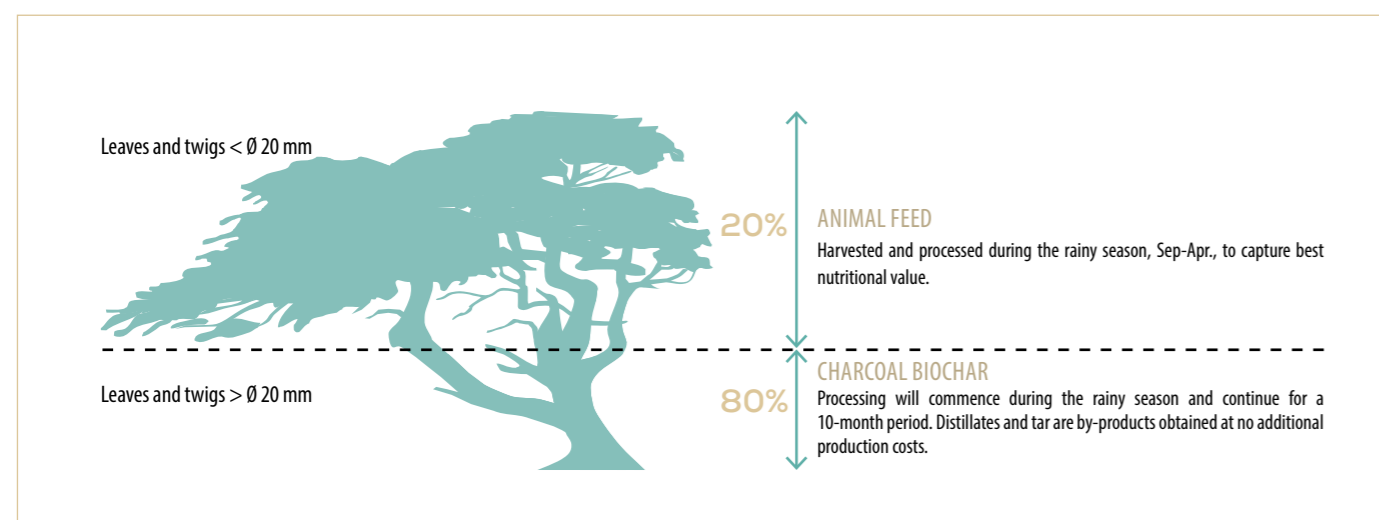 Leaves and twigs < Ø 20 mm
20%
ANIMAL FEED
Harvested and processed during the rainy season, Sep-Apr., to capture best
nutritional value.
Leaves and twigs > Ø 20 mm
80%
CHARCOAL BIOCHAR
Processing will commence during the rainy season and continue for a
10-month period. Distillates and tar are by-products obtained at no additional
production costs.